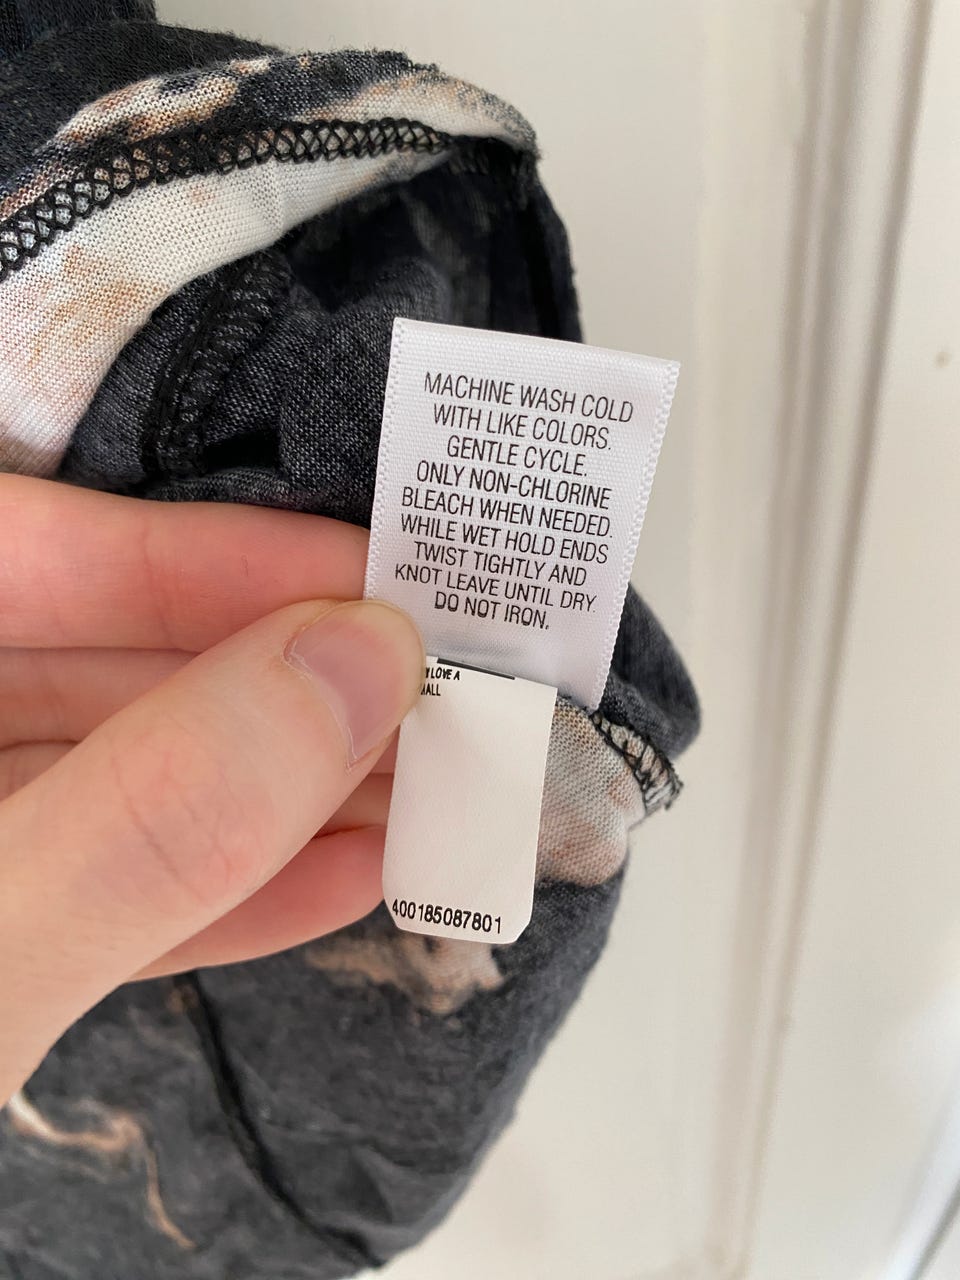 MACHINE WASH COLD
WITH LIKE COLORS.
GENTLE CYCLE.
ONLY NON-CHLORINE
BLEACH WHEN NEEDED.
WHILE WET HOLD ENDS
TWIST TIGHTLY AND
KNOT LEAVE UNTIL DRY.
DO NOT IRON.
LOVE A
400185087801